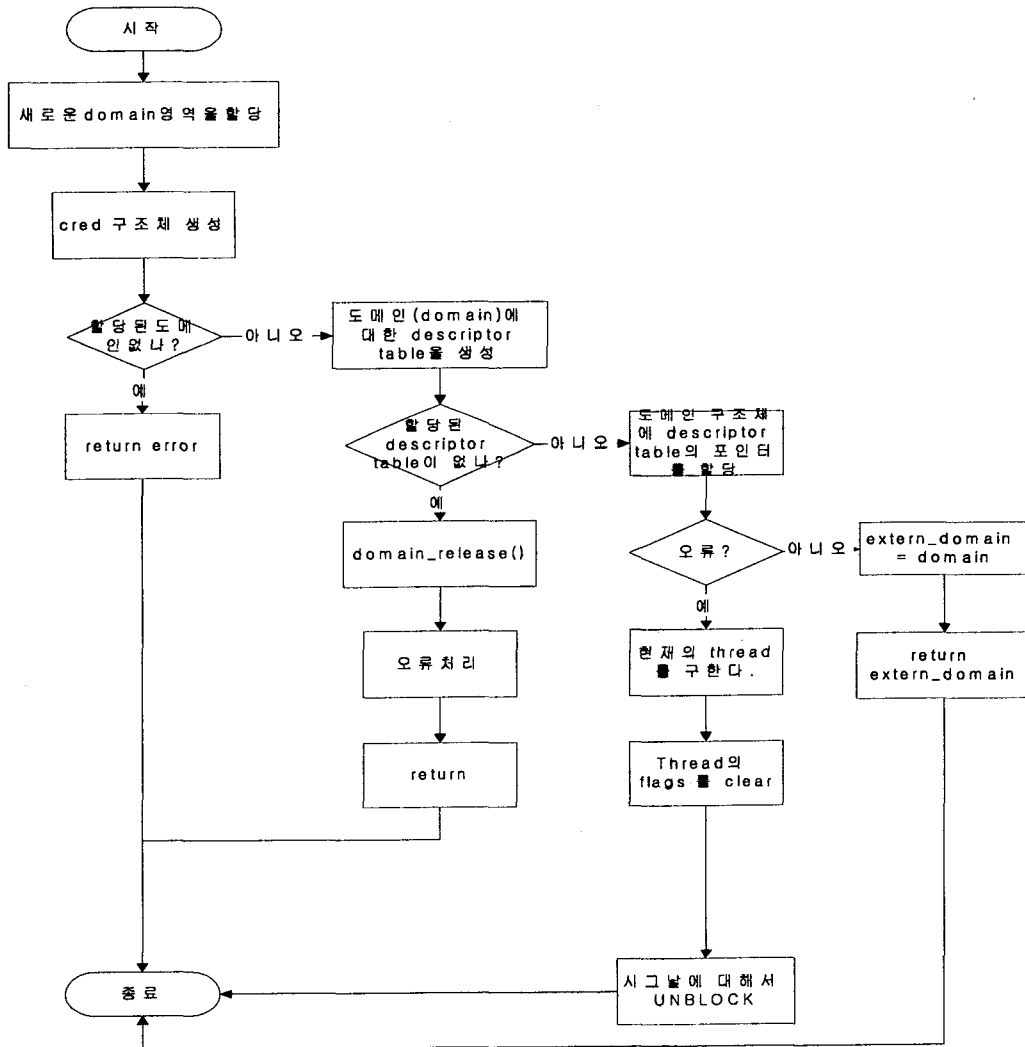 시작
새로운domain영역을할당
cred 구조체 생성
할당된도메
인없나?
아니오
도메인(domain)에
대한 descriptor
table을 생성
예
return error
할당된
descriptor
table이 없나?
아니오
도메인 구조체
에 descriptor
table의 포인터
를 할당
예
domain_release()
오류?
아니오
extern_domain
= domain
예
오류처리
현재의 thread
를 구한다.
return
extern_domain
return
Thread의
flags 를 clear
시그날에 대해서
UNBLOCK
종료